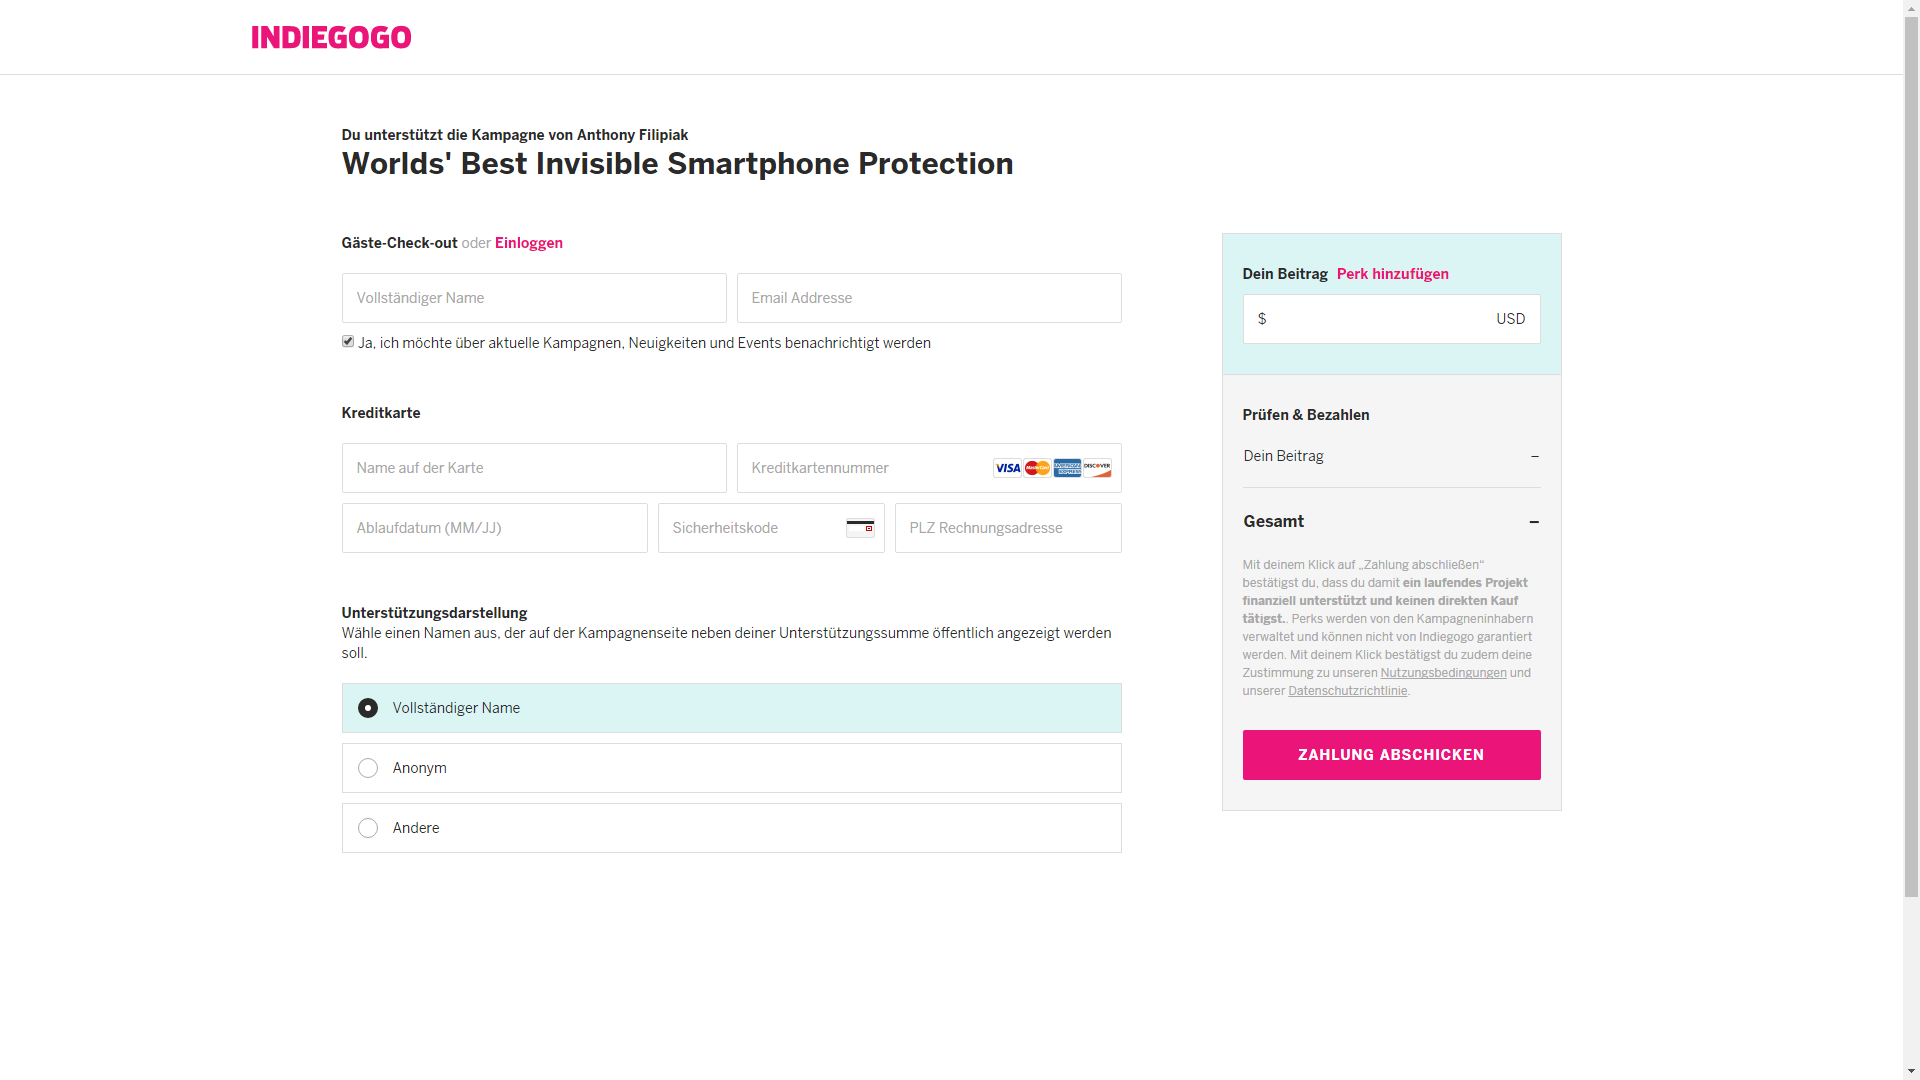 INDIEGOGO
Du unterstützt die Kampagne von Anthony Filipiak
Worlds' Best Invisible Smartphone Protection
Gäste-Check-out oder Einloggen
Vollständiger Name
Email Addresse
Ja, ich möchte über aktuelle Kampagnen, Neuigkeiten und Events benachrichtigt werden
Kreditkarte
Name auf der Karte
Kreditkartennummer
VISA MasterCard AMERICAN EXPRESS DISCOVER
Ablaufdatum (MM/JJ)
Sicherheitskode
PLZ Rechnungsadresse
Unterstützungsdarstellung
Wähle einen Namen aus, der auf der Kampagnenseite neben deiner Unterstützungssumme öffentlich angezeigt werden
soll.
Vollständiger Name
Anonym
Andere
Dein Beitrag Perk hinzufügen
$ USD
Prüfen & Bezahlen
Dein Beitrag –
Gesamt –
Mit deinem Klick auf „Zahlung abschließen“
bestätigst du, dass du damit ein laufendes Projekt
finanziell unterstützt und keinen direkten Kauf
tätigst.. Perks werden von den Kampagneninhabern
verwaltet und können nicht von Indiegogo garantiert
werden. Mit deinem Klick bestätigst du zudem deine
Zustimmung zu unseren Nutzungsbedingungen und
unserer Datenschutzrichtlinie.
ZAHLUNG ABSCHICKEN